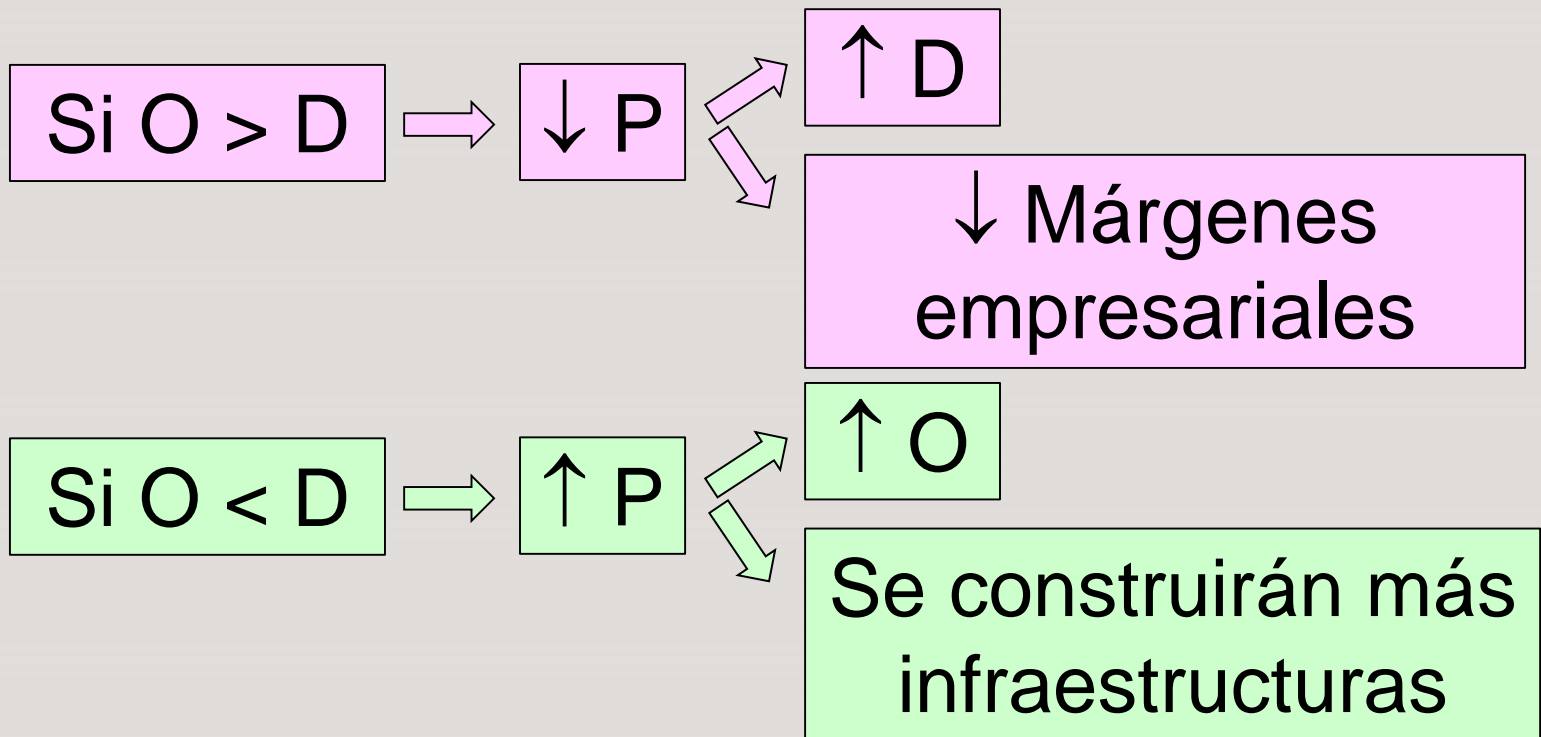 Si O > D
↓ P
↑ D
↓ Márgenes
empresariales
Si O < D
↑ P
↑ O
Se construirán más
infraestructuras